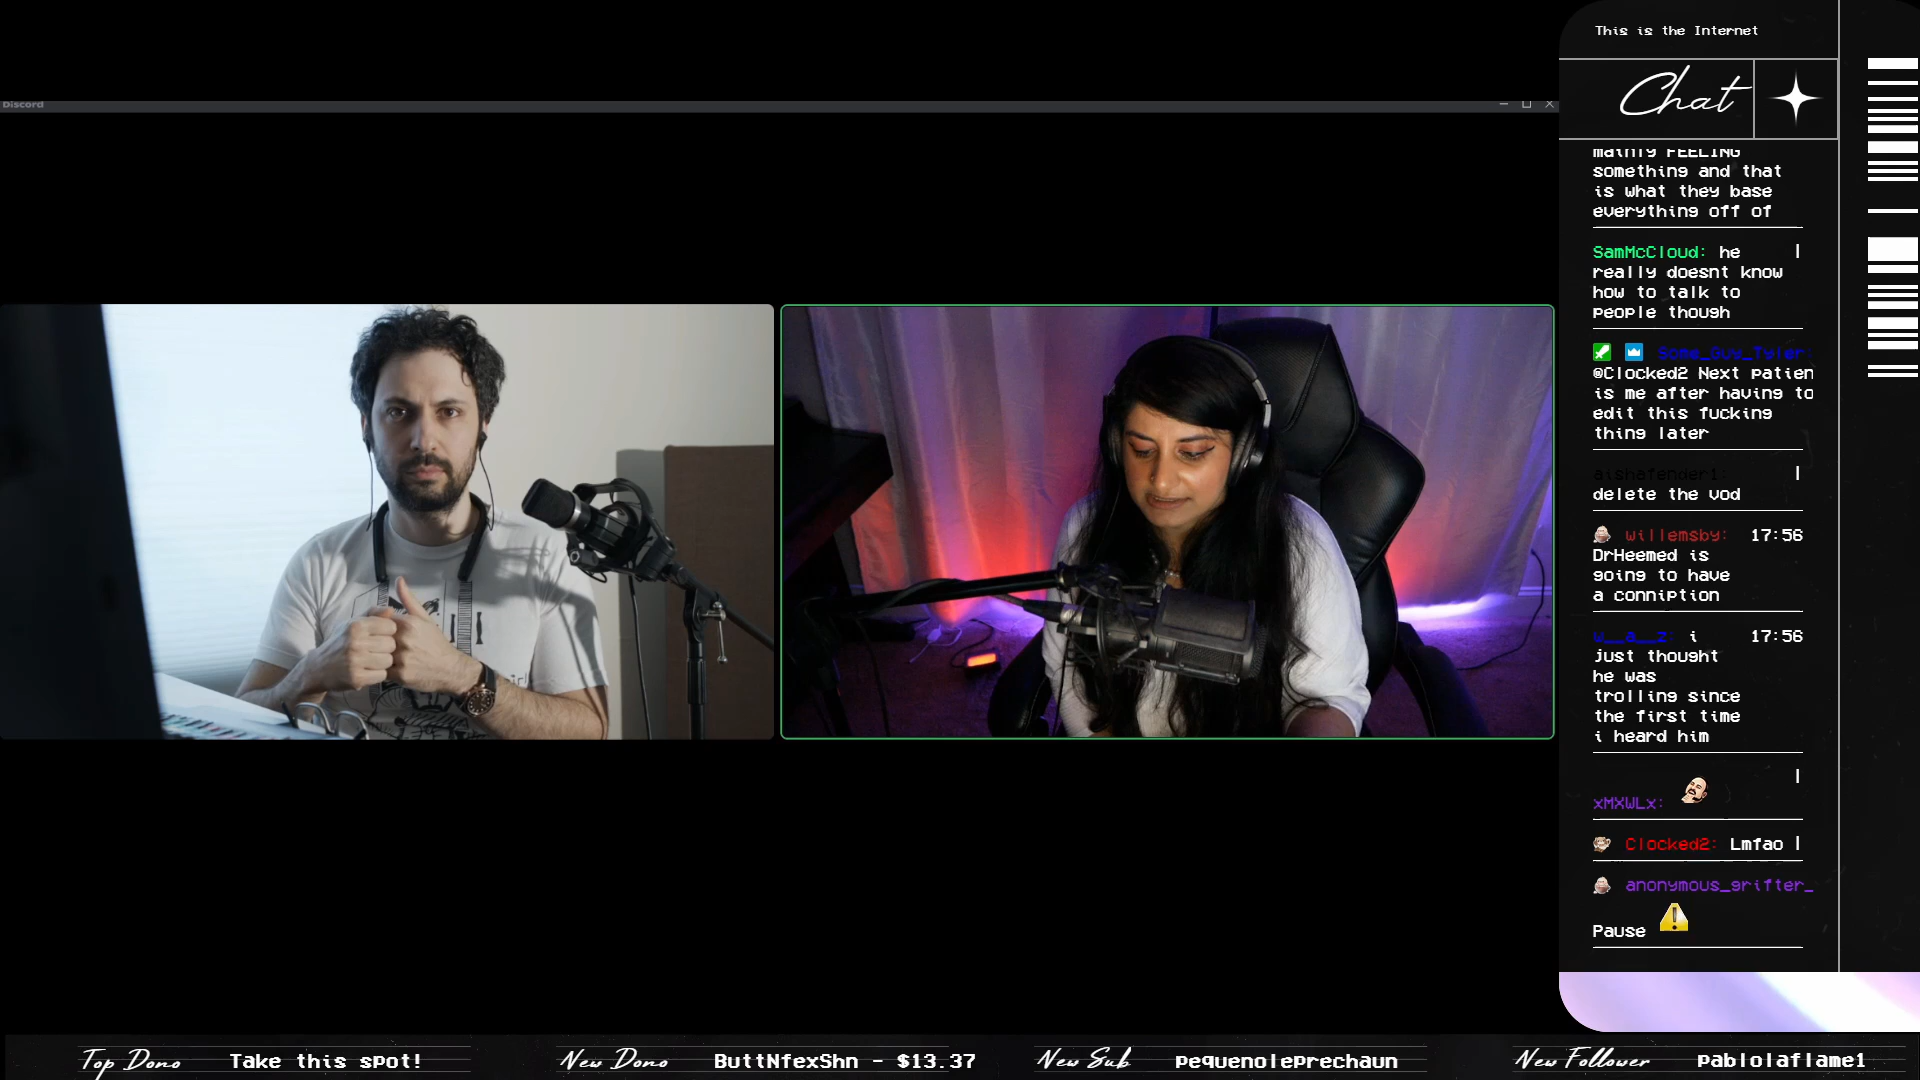 This is the Internet
Discord
Chat
mainly FEELING
something and that
is what they base
everything off of
SamMcCloud: he
really doesnt know
how to talk to
people though
Some_Guy_Tyler:
@Clocked2 Next patien
is me after having to
edit this fucking
thing later
aishafender1:
delete the vod
willemsby: 17:56
DrHeemed is
going to have
a conniption
w__a__z: i 17:56
just thought
he was
trolling since
the first time
i heard him
xMXWLx:
Clocked2: Lmfao
anonymous_grifter_
Pause
Top Dono Take this spot! New Dono ButtNfexShn - $13.37 New Sub pequenoleprechaun New Follower pablolaflame1